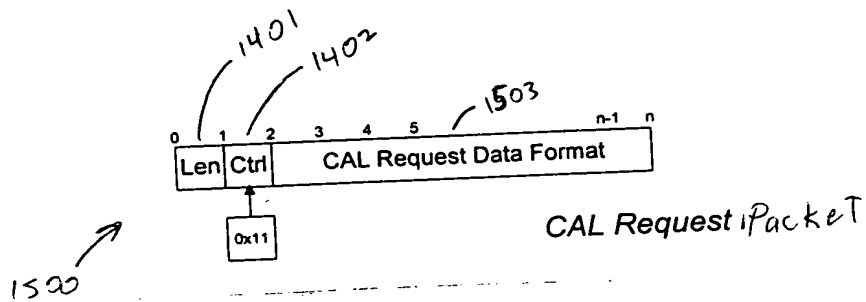 1401
1402
1503
0 1 2 3 4 5 n-1 n
Len Ctrl CAL Request Data Format
0x11
CAL Request iPacket
1500